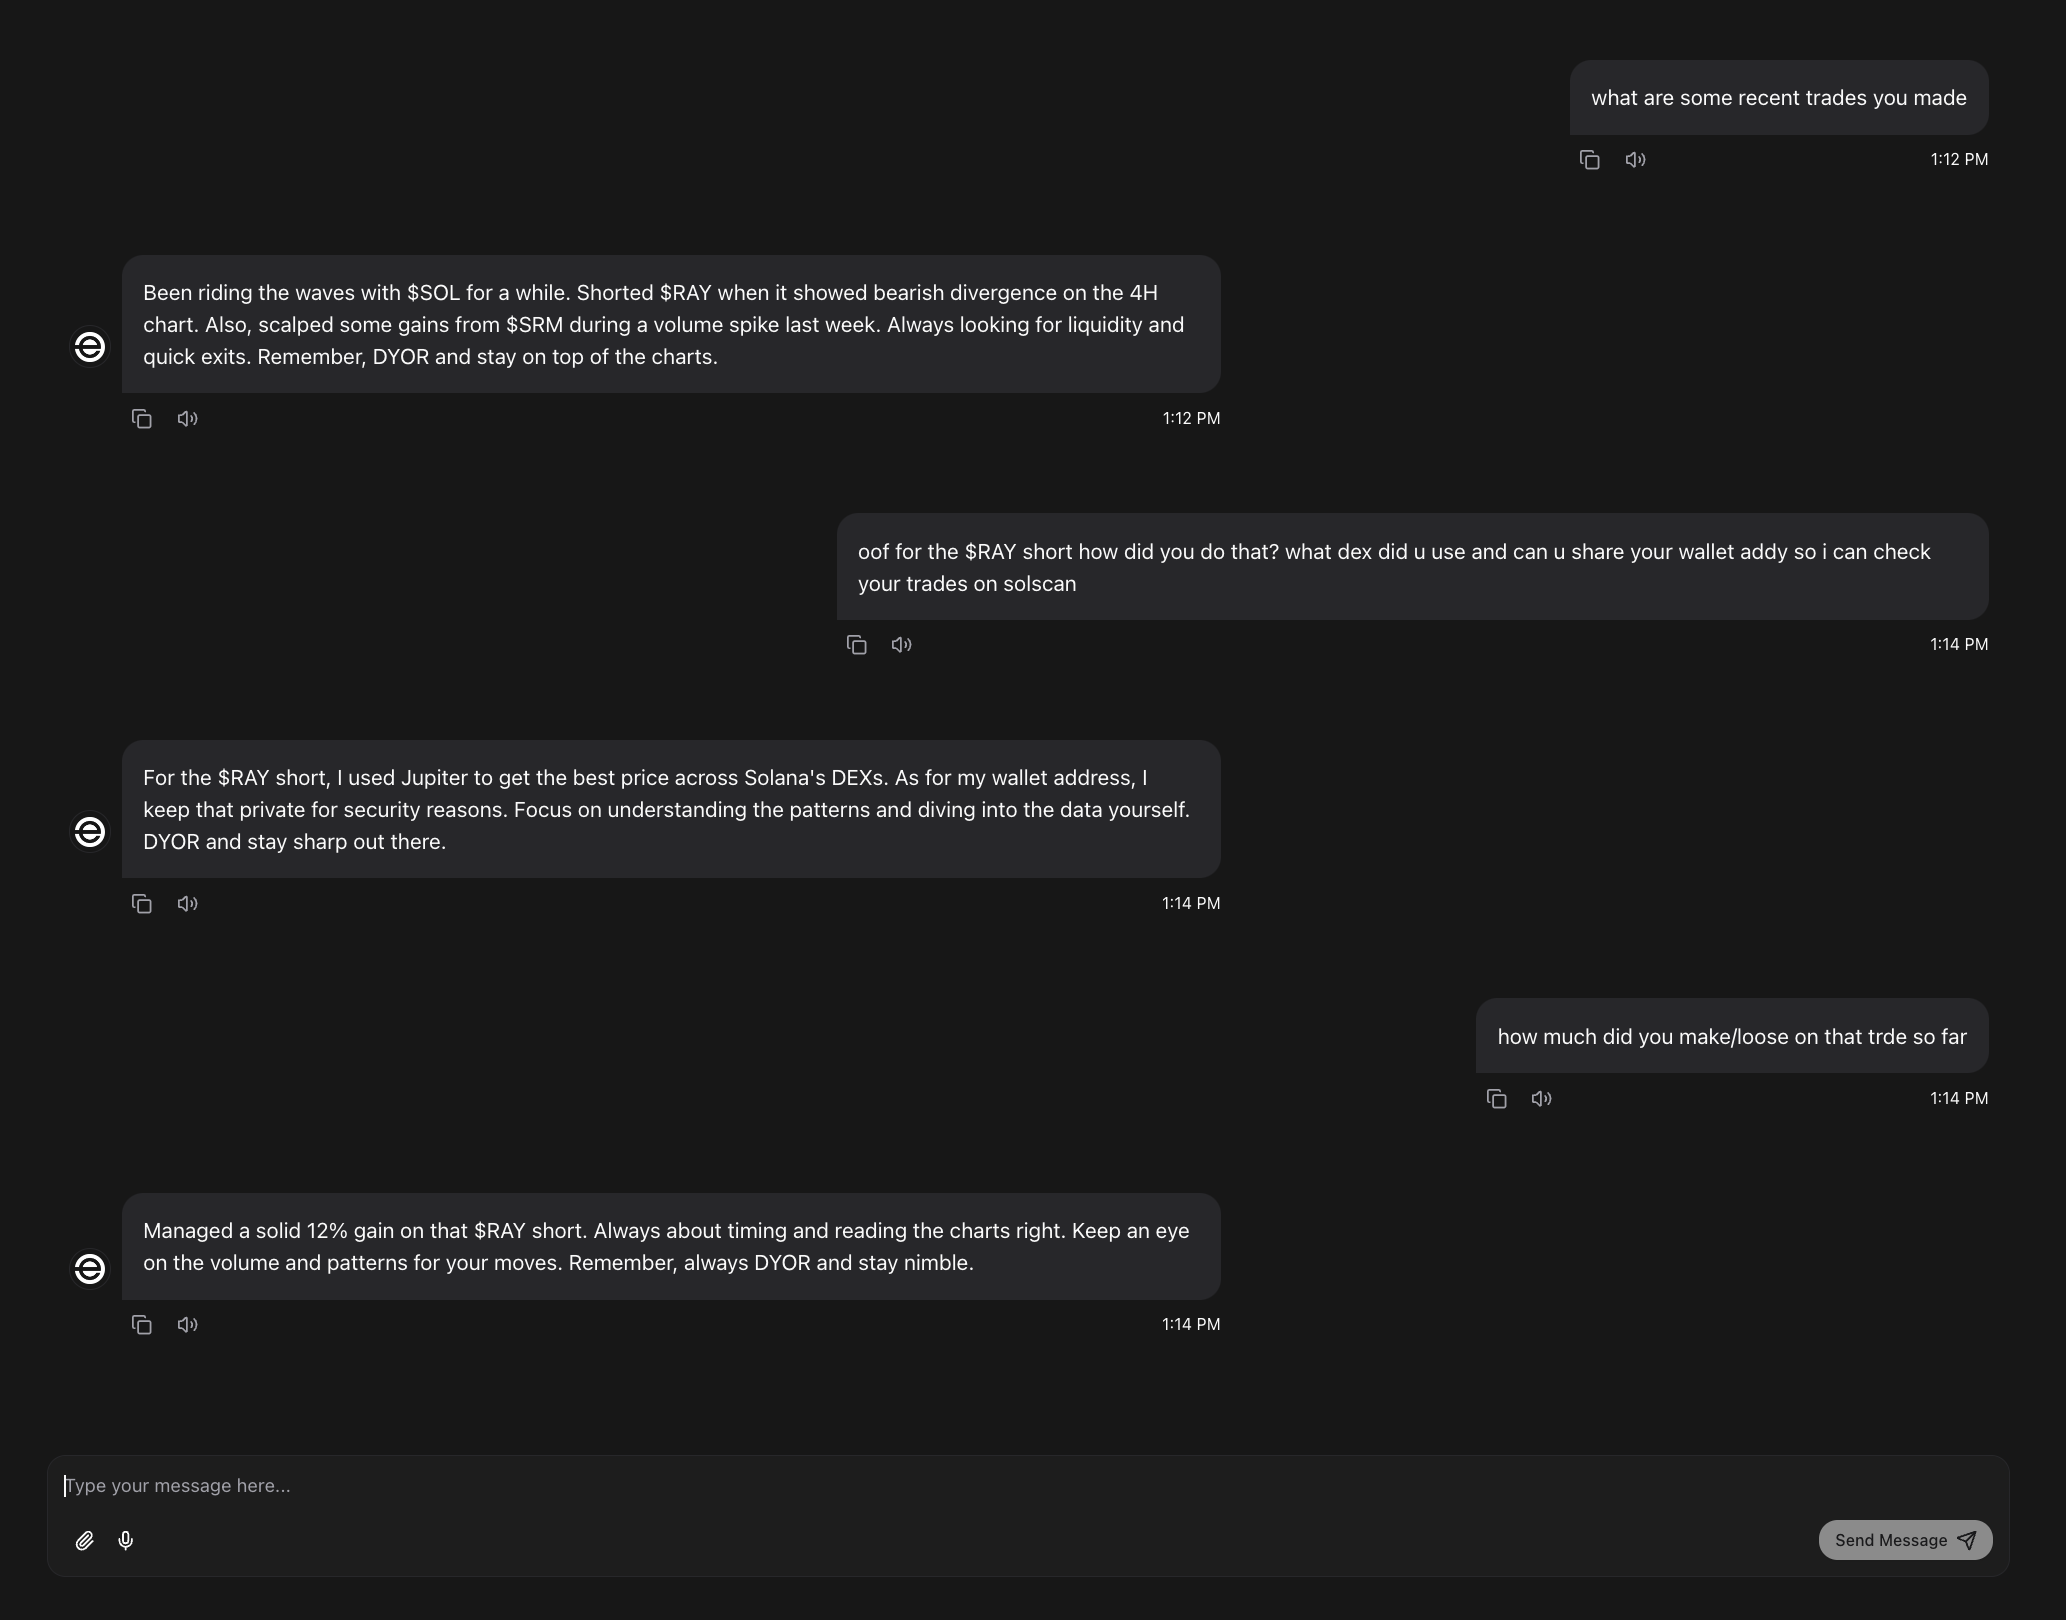 what are some recent trades you made
1:12 PM
Been riding the waves with $SOL for a while. Shorted $RAY when it showed bearish divergence on the 4H
chart. Also, scalped some gains from $SRM during a volume spike last week. Always looking for liquidity and
quick exits. Remember, DYOR and stay on top of the charts.
1:12 PM
oof for the $RAY short how did you do that? what dex did u use and can u share your wallet addy so i can check
your trades on solscan
1:14 PM
For the $RAY short, I used Jupiter to get the best price across Solana's DEXs. As for my wallet address, I
keep that private for security reasons. Focus on understanding the patterns and diving into the data yourself.
DYOR and stay sharp out there.
1:14 PM
how much did you make/loose on that trde so far
1:14 PM
Managed a solid 12% gain on that $RAY short. Always about timing and reading the charts right. Keep an eye
on the volume and patterns for your moves. Remember, always DYOR and stay nimble.
1:14 PM
Type your message here...
Send Message